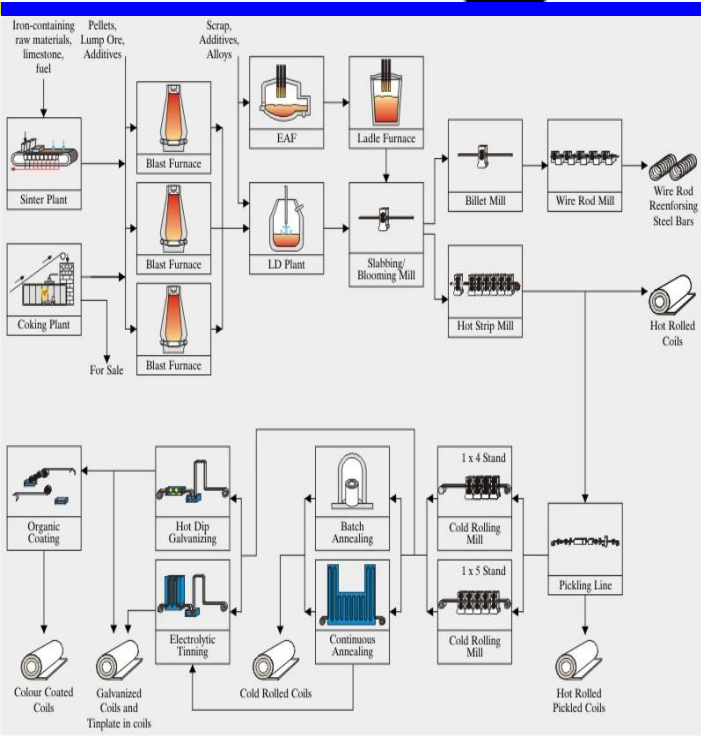 Iron-containing
raw materials,
limestone,
fuel
Pellets,
Lump Ore,
Additives
Scrap,
Additives,
Alloys
Sinter Plant
Coking Plant
For Sale
Blast Furnace
Blast Furnace
Blast Furnace
EAF
Ladle Furnace
LD Plant
Slabbing/
Blooming Mill
Billet Mill
Wire Rod Mill
Wire Rod
Reenforsing
Steel Bars
Hot Strip Mill
Hot Rolled
Coils
Organic
Coating
Hot Dip
Galvanizing
Electrolytic
Tinning
Batch
Annealing
Continuous
Annealing
1 x 4 Stand
Cold Rolling
Mill
1 x 5 Stand
Cold Rolling
Mill
Pickling Line
Colour Coated
Coils
Galvanized
Coils and
Tinplate in coils
Cold Rolled Coils
Hot Rolled
Pickled Coils